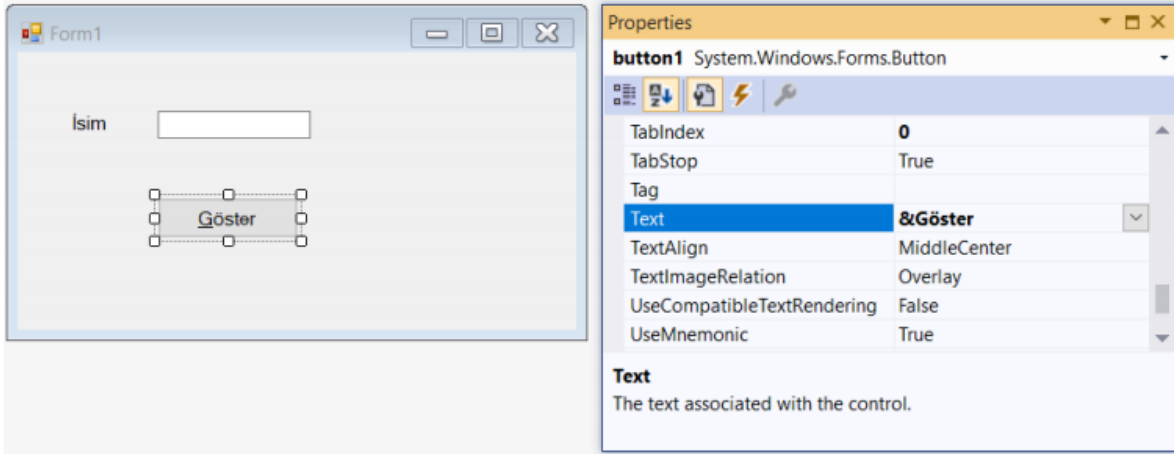 Form1
İsim
Göster
Properties
button1 System.Windows.Forms.Button
TabIndex 0
TabStop True
Tag
Text &Göster
TextAlign MiddleCenter
TextImageRelation Overlay
UseCompatibleTextRendering False
UseMnemonic True
Text
The text associated with the control.